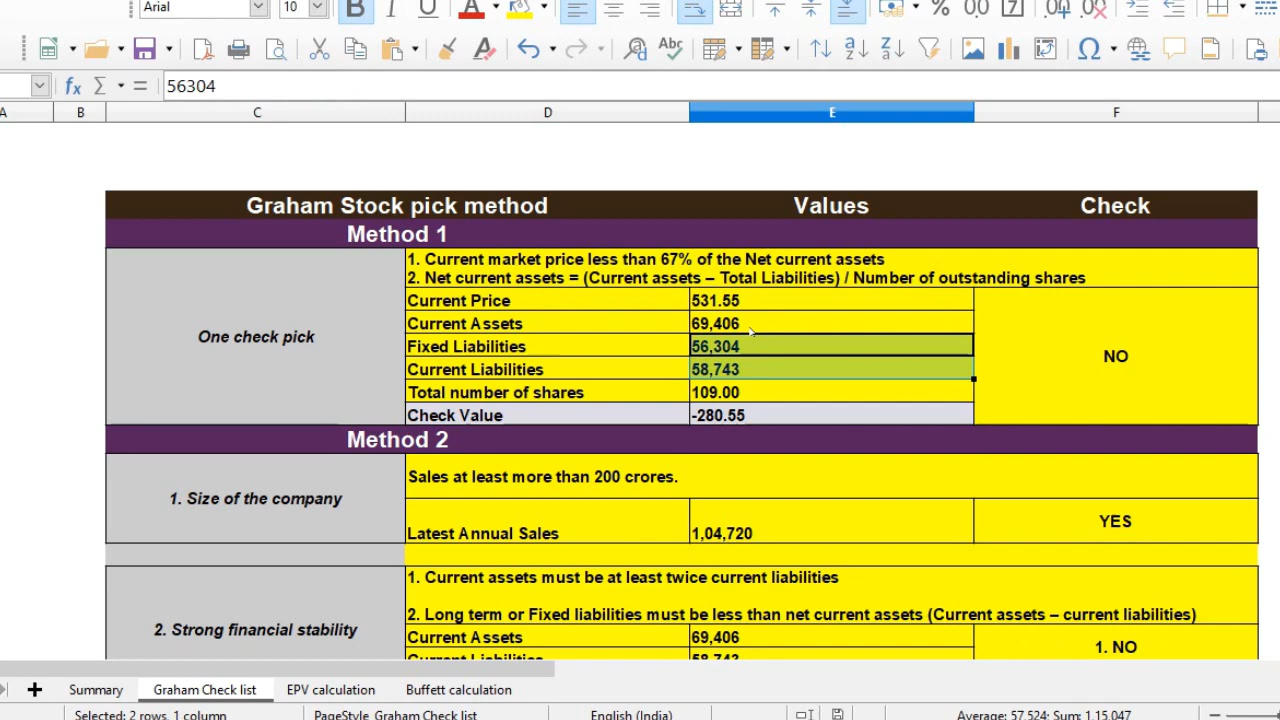 Arial 10
56304
A B C D E F
Graham Stock pick method Values Check
Method 1
1. Current market price less than 67% of the Net current assets
2. Net current assets = (Current assets – Total Liabilities) / Number of outstanding shares
One check pick
Current Price 531.55
Current Assets 69,406
Fixed Liabilities 56,304
NO
Current Liabilities 58,743
Total number of shares 109.00
Check Value -280.55
Method 2
1. Size of the company
Sales at least more than 200 crores.
Latest Annual Sales 1,04,720
YES
2. Strong financial stability
1. Current assets must be at least twice current liabilities
2. Long term or Fixed liabilities must be less than net current assets (Current assets – current liabilities)
Current Assets 69,406
1. NO
Current Liabilities 58,743
Summary Graham Check list EPV calculation Buffett calculation
Selected: 2 rows, 1 column PageStyle_Graham Check list English (India) Average: 57,524; Sum: 1,15,047